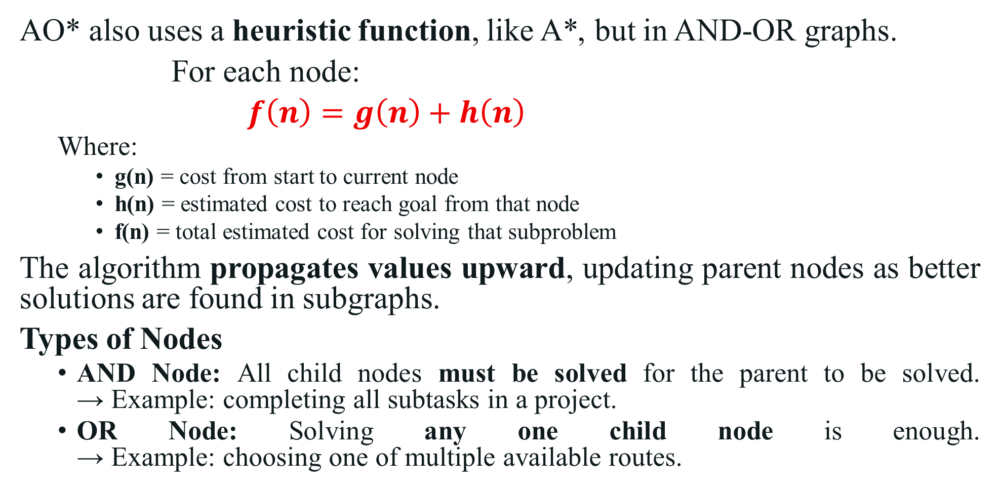 AO* also uses a heuristic function, like A*, but in AND-OR graphs.
For each node:
f(n) = g(n) + h(n)
Where:
• g(n) = cost from start to current node
• h(n) = estimated cost to reach goal from that node
• f(n) = total estimated cost for solving that subproblem
The algorithm propagates values upward, updating parent nodes as better
solutions are found in subgraphs.
Types of Nodes
• AND Node: All child nodes must be solved for the parent to be solved.
→ Example: completing all subtasks in a project.
• OR Node: Solving any one child node is enough.
→ Example: choosing one of multiple available routes.